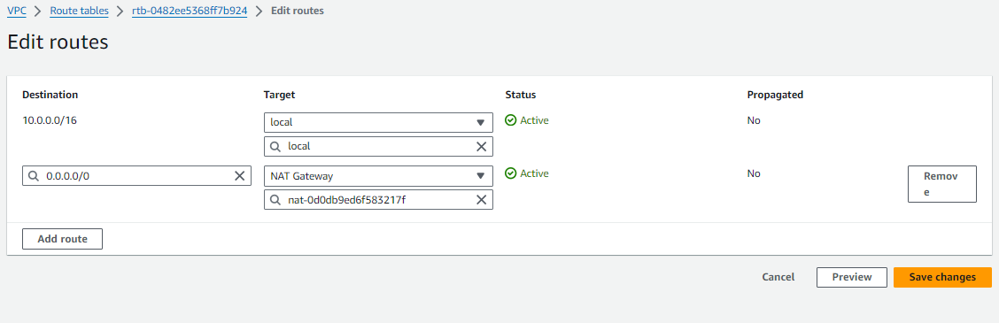 VPC > Route tables > rtb-0482ee5368ff7b924 > Edit routes
Edit routes
Destination Target Status Propagated
10.0.0.0/16 local Active No
local
0.0.0.0/0 NAT Gateway Active No Remov
e
nat-0d0db9ed6f583217f
Add route
Cancel Preview Save changes